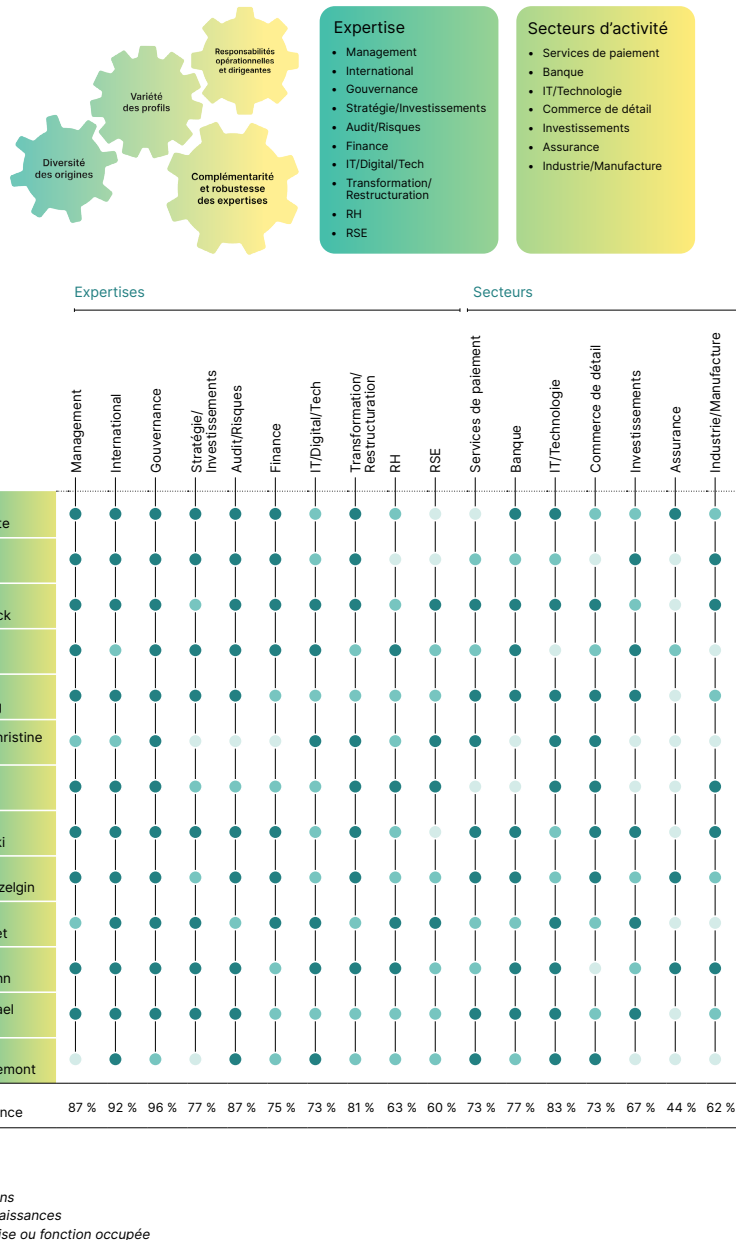 Responsabilités
opérationnelles
et dirigeantes
Variété
des profils
Diversité
des origines
Complémentarité
et robustesse
des expertises
Expertise
• Management
• International
• Gouvernance
• Stratégie/Investissements
• Audit/Risques
• Finance
• IT/Digital/Tech
• Transformation/
Restructuration
• RH
• RSE
Secteurs d’activité
• Services de paiement
• Banque
• IT/Technologie
• Commerce de détail
• Investissements
• Assurance
• Industrie/Manufacture
Expertises
Secteurs
Management
International
Gouvernance
Stratégie/
Investissements
Audit/Risques
Finance
IT/Digital/Tech
Transformation/
Restructuration
RH
RSE
Services de paiement
Banque
IT/Technologie
Commerce de détail
Investissements
Assurance
Industrie/Manufacture
te
ck
g
hristine
ki
zelgin
et
nn
ael
emont
nce
87 % 92 % 96 % 77 % 87 % 75 % 73 % 81 % 63 % 60 % 73 % 77 % 83 % 73 % 67 % 44 % 62 %
ns
aissances
ise ou fonction occupée